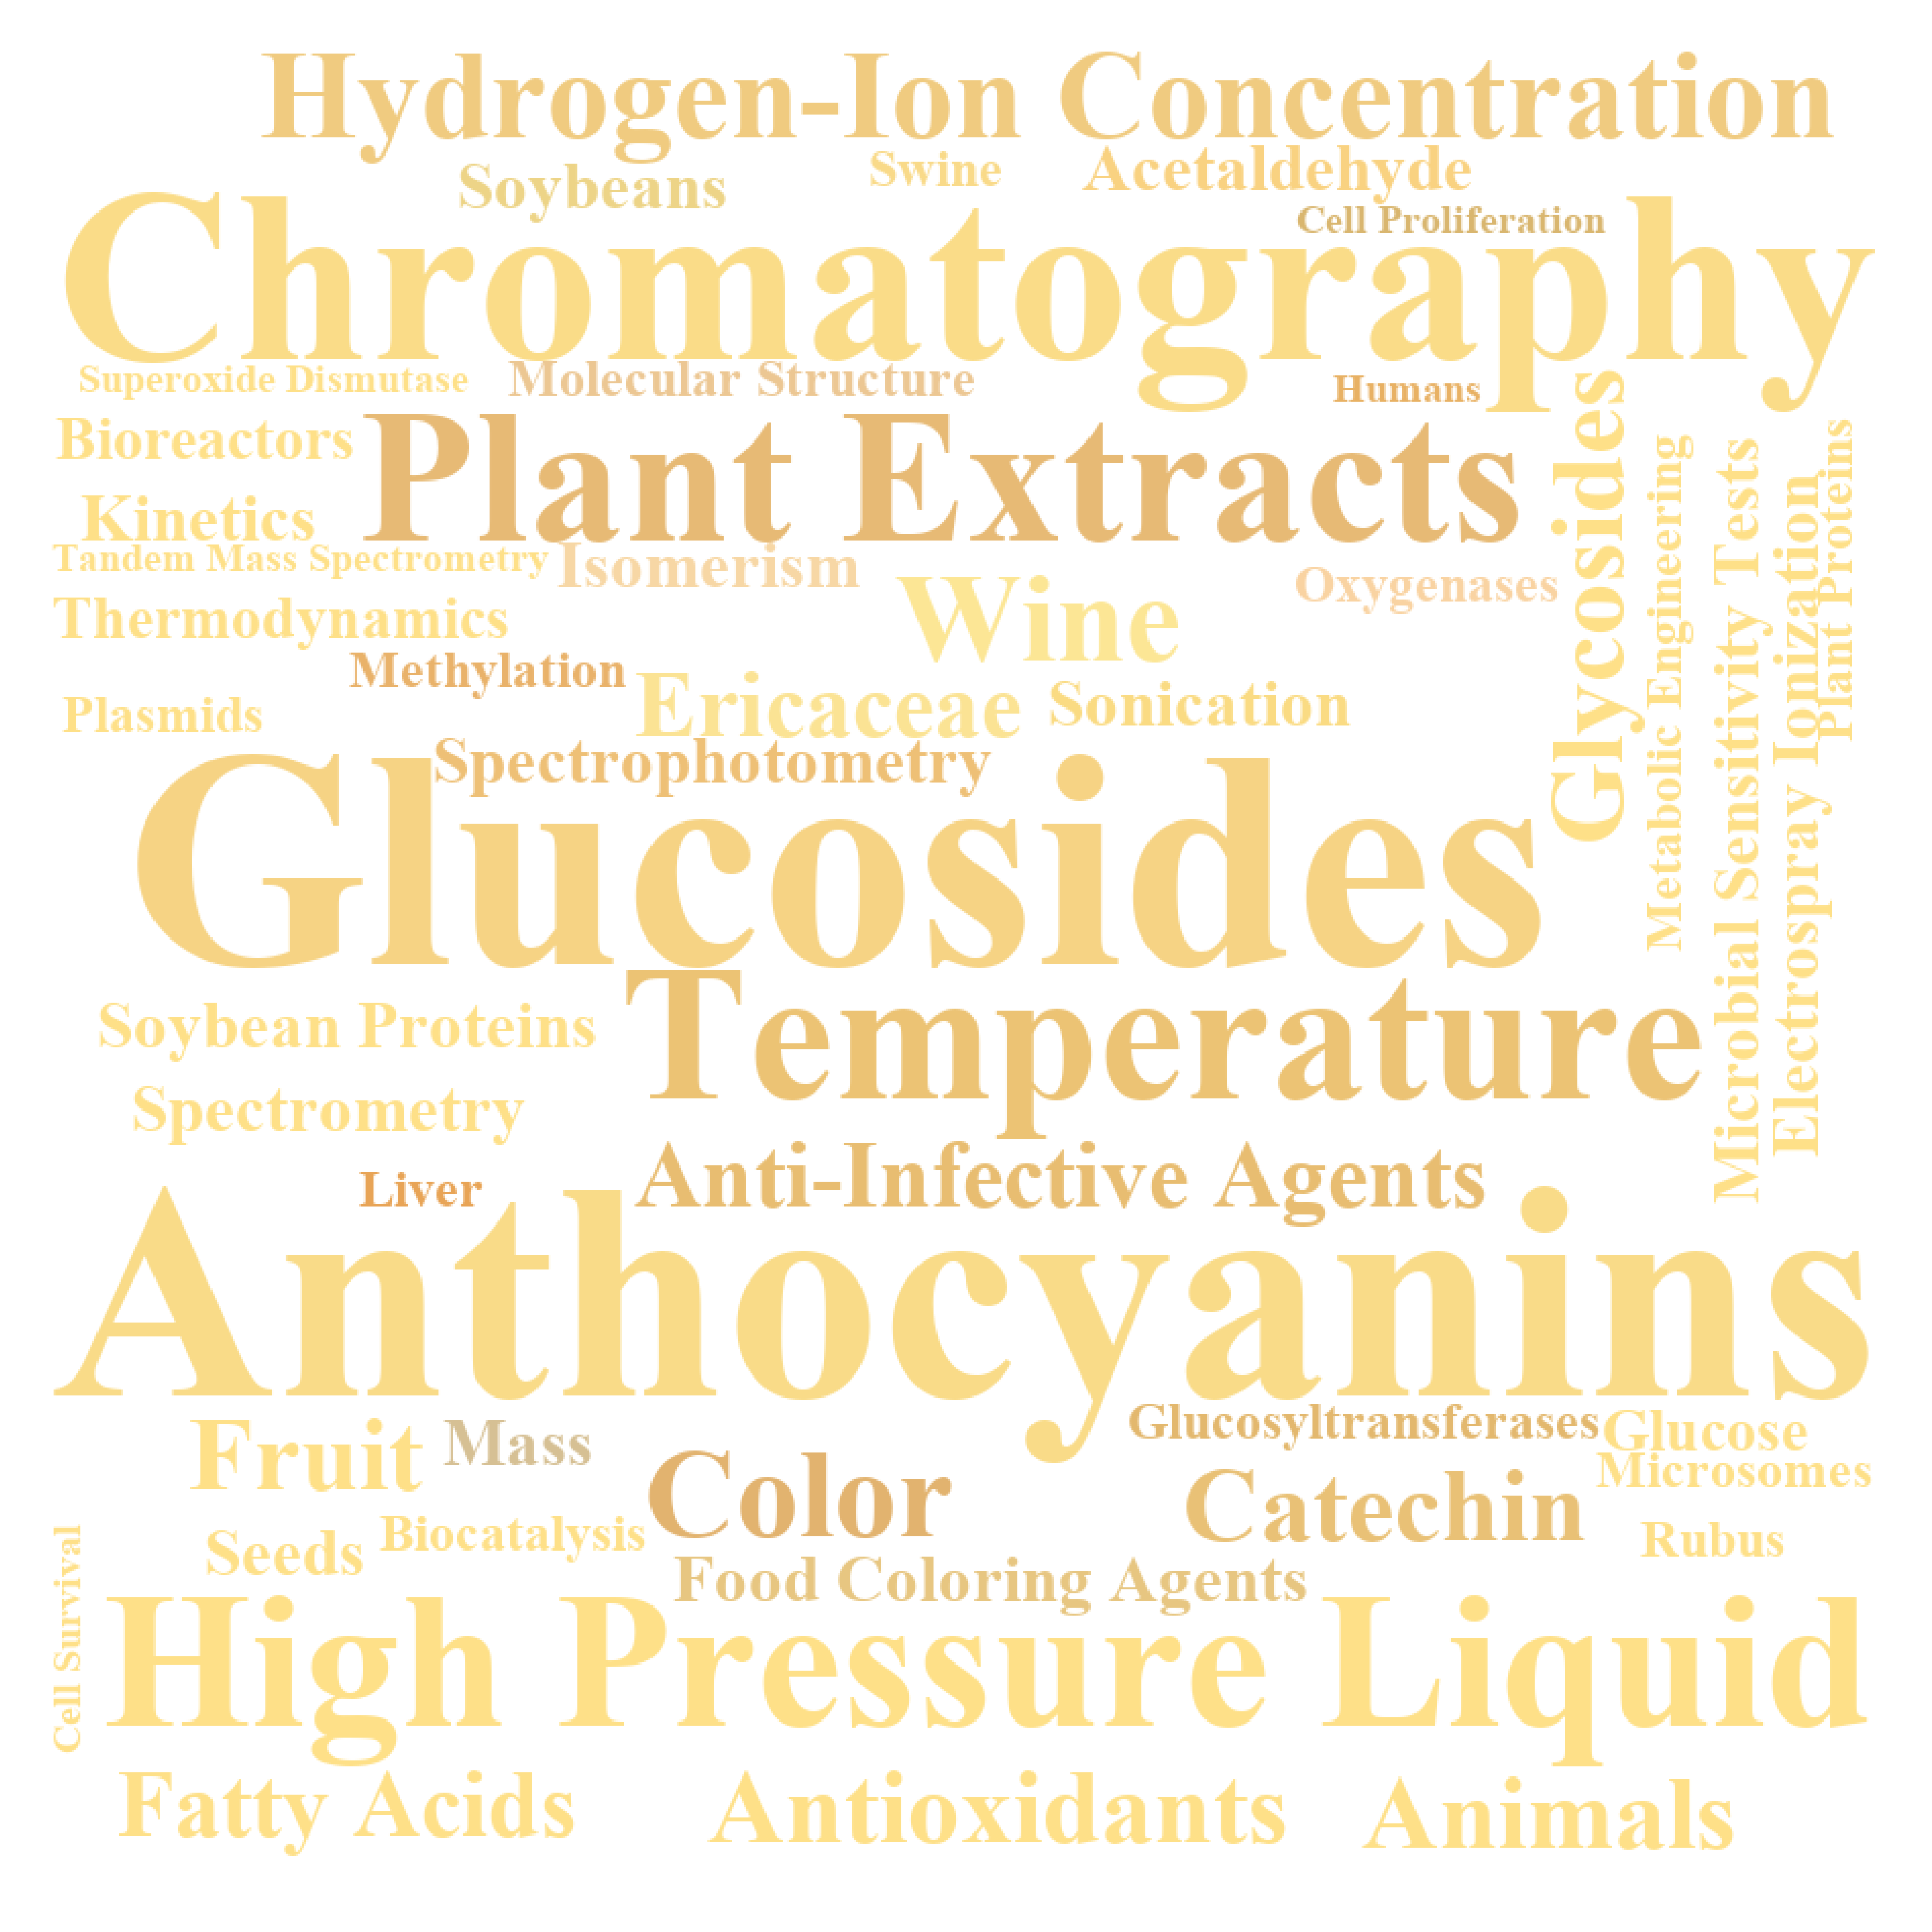 Hydrogen-Ion Concentration
Soybeans
Swine
Acetaldehyde
Cell Proliferation
Chromatography
Superoxide Dismutase
Molecular Structure
Humans
Bioreactors
Plant Extracts
Glycosides
Metabolic Engineering
Microbial Sensitivity Tests
Electrospray Ionization
Plant Proteins
Kinetics
Tandem Mass Spectrometry
Isomerism
Wine
Oxygenases
Thermodynamics
Methylation
Ericaceae
Sonication
Plasmids
Spectrophotometry
Glucosides
Soybean Proteins
Temperature
Spectrometry
Liver
Anti-Infective Agents
Anthocyanins
Fruit
Mass
Glucosyltransferases
Glucose
Color
Catechin
Microsomes
Seeds
Biocatalysis
Rubus
Food Coloring Agents
Cell Survival
High Pressure Liquid
Fatty Acids
Antioxidants
Animals